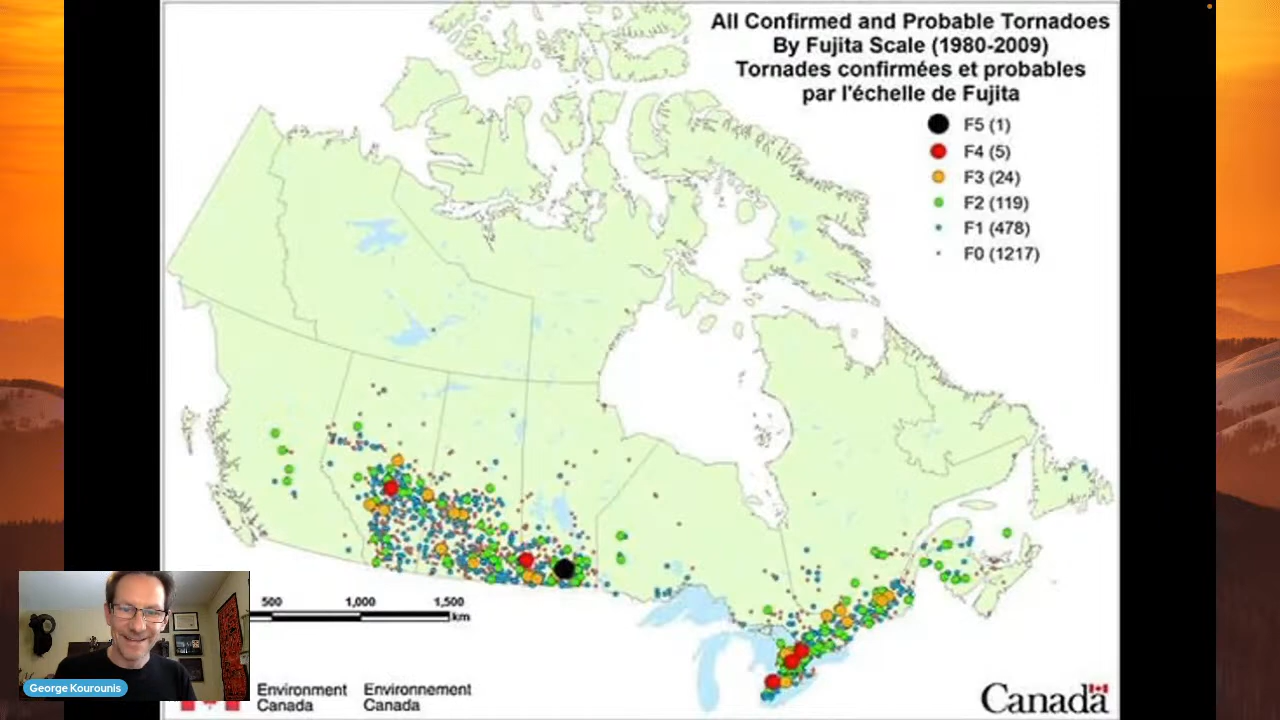 All Confirmed and Probable Tornadoes
By Fujita Scale (1980-2009)
Tornades confirmées et probables
par l'échelle de Fujita
F5 (1)
F4 (5)
F3 (24)
F2 (119)
F1 (478)
F0 (1217)
500 1,000 1,500
km
George Kourounis
Environment Environnement
Canada Canada
Canada